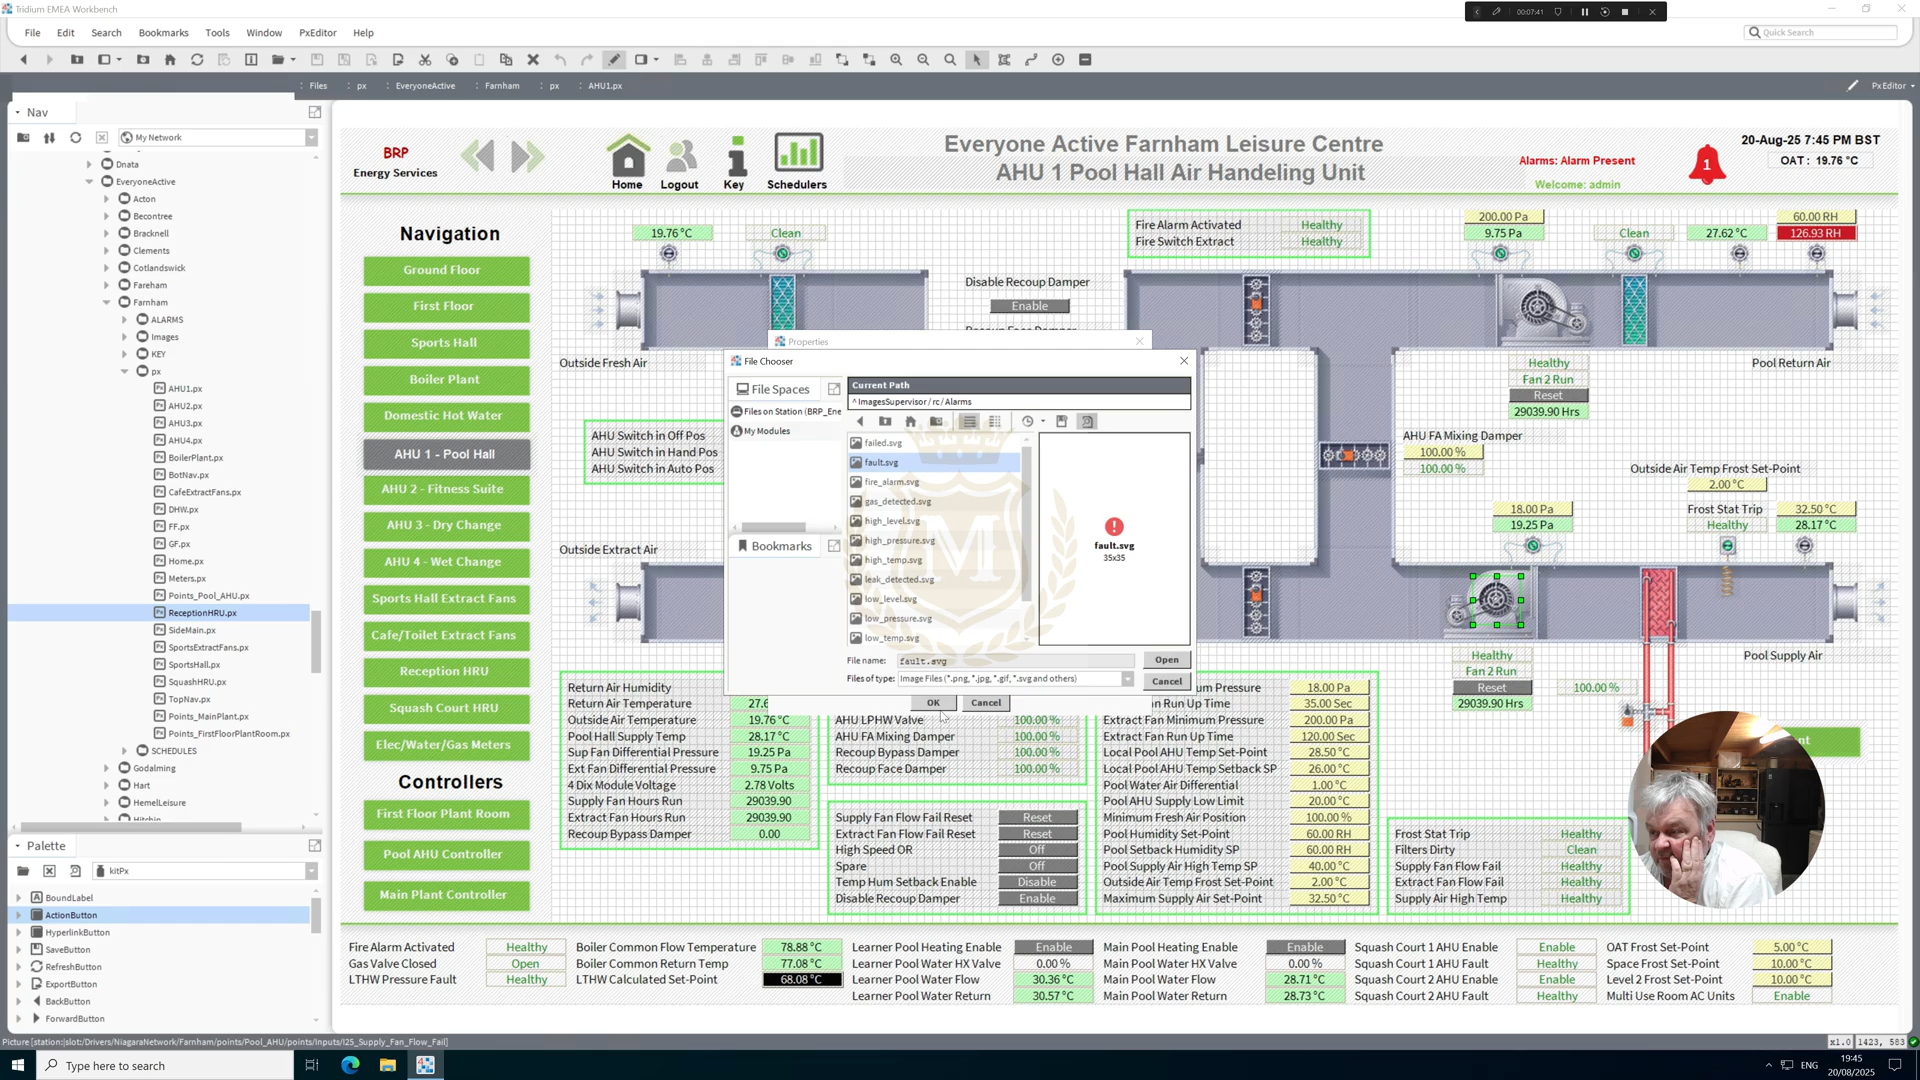 Tridium EMEA Workbench
00:07:41
File Edit Search Bookmarks Tools Window PxEditor Help
Quick Search
Files px EveryoneActive Farnham px AHU1.px
PxEditor
Nav
My Network
Dnata
EveryoneActive
Acton
Becontree
Bracknell
Clements
Cotlandswick
Fareham
Farnham
ALARMS
Images
KEY
px
AHU1.px
AHU2.px
AHU3.px
AHU4.px
BoilerPlant.px
BotNav.px
CafeExtractFans.px
DHW.px
FF.px
GF.px
Home.px
Meters.px
Points_Pool_AHU.px
ReceptionHRU.px
SideMain.px
SportsExtractFans.px
SportsHall.px
SquashHRU.px
TopNav.px
Points_MainPlant.px
Points_FirstFloorPlantRoom.px
SCHEDULES
Godalming
Hart
HemelLeisure
Hitchin
Palette
kitPx
BoundLabel
ActionButton
HyperlinkButton
SaveButton
RefreshButton
ExportButton
BackButton
ForwardButton
BRP
Energy Services
Home Logout Key Schedulers
Everyone Active Farnham Leisure Centre
AHU 1 Pool Hall Air Handeling Unit
Alarms: Alarm Present
Welcome: admin
1
20-Aug-25 7:45 PM BST
OAT : 19.76 °C
Navigation
Ground Floor
First Floor
Sports Hall
Boiler Plant
Domestic Hot Water
AHU 1 - Pool Hall
AHU 2 - Fitness Suite
AHU 3 - Dry Change
AHU 4 - Wet Change
Sports Hall Extract Fans
Cafe/Toilet Extract Fans
Reception HRU
Squash Court HRU
Elec/Water/Gas Meters
Controllers
First Floor Plant Room
Pool AHU Controller
Main Plant Controller
19.76 °C Clean
Disable Recoup Damper
Enable
Recoup Face Damper
Fire Alarm Activated Healthy
Fire Switch Extract Healthy
200.00 Pa
9.75 Pa
Clean 27.62 °C
60.00 RH
126.93 RH
Outside Fresh Air
Pool Return Air
AHU Switch in Off Pos
AHU Switch in Hand Pos
AHU Switch in Auto Pos
Outside Extract Air
Healthy
Fan 2 Run
Reset
29039.90 Hrs
AHU FA Mixing Damper
100.00 %
100.00 %
Outside Air Temp Frost Set-Point
2.00 °C
Frost Stat Trip
Healthy
18.00 Pa
19.25 Pa
32.50 °C
28.17 °C
Healthy
Fan 2 Run
Reset
29039.90 Hrs
100.00 %
Pool Supply Air
nt
Properties
File Chooser
File Spaces
Files on Station (BRP_Ene
My Modules
Bookmarks
Current Path
^ ImagesSupervisor / rc / Alarms
failed.svg
fault.svg
fire_alarm.svg
gas_detected.svg
high_level.svg
high_pressure.svg
high_temp.svg
leak_detected.svg
low_level.svg
low_pressure.svg
low_temp.svg
fault.svg
35x35
M
File name: fault.svg Open
Files of type: Image Files (*.png, *.jpg, *.gif, *.svg and others) Cancel
OK Cancel
Return Air Humidity
Return Air Temperature 27.6
Outside Air Temperature 19.76 °C
Pool Hall Supply Temp 28.17 °C
Sup Fan Differential Pressure 19.25 Pa
Ext Fan Differential Pressure 9.75 Pa
4 Dix Module Voltage 2.78 Volts
Supply Fan Hours Run 29039.90
Extract Fan Hours Run 29039.90
Recoup Bypass Damper 0.00
AHU LPHW Valve 100.00 %
AHU FA Mixing Damper 100.00 %
Recoup Bypass Damper 100.00 %
Recoup Face Damper 100.00 %
Supply Fan Flow Fail Reset Reset
Extract Fan Flow Fail Reset Reset
High Speed OR Off
Spare Off
Temp Hum Setback Enable Disable
Disable Recoup Damper Enable
um Pressure 18.00 Pa
n Run Up Time 35.00 Sec
Extract Fan Minimum Pressure 200.00 Pa
Extract Fan Run Up Time 120.00 Sec
Local Pool AHU Temp Set-Point 28.50 °C
Local Pool AHU Temp Setback SP 26.00 °C
Pool Water Air Differential 1.00 °C
Pool AHU Supply Low Limit 20.00 °C
Minimum Fresh Air Position 100.00 %
Pool Humidity Set-Point 60.00 RH
Pool Setback Humidity SP 60.00 RH
Pool Supply Air High Temp SP 40.00 °C
Outside Air Temp Frost Set-Point 2.00 °C
Maximum Supply Air Set-Point 32.50 °C
Frost Stat Trip Healthy
Filters Dirty Clean
Supply Fan Flow Fail Healthy
Extract Fan Flow Fail Healthy
Supply Air High Temp Healthy
Fire Alarm Activated Healthy
Gas Valve Closed Open
LTHW Pressure Fault Healthy
Boiler Common Flow Temperature 78.88 °C
Boiler Common Return Temp 77.08 °C
LTHW Calculated Set-Point 68.08 °C
Learner Pool Heating Enable Enable
Learner Pool Water HX Valve 0.00 %
Learner Pool Water Flow 30.36 °C
Learner Pool Water Return 30.57 °C
Main Pool Heating Enable Enable
Main Pool Water HX Valve 0.00 %
Main Pool Water Flow 28.71 °C
Main Pool Water Return 28.73 °C
Squash Court 1 AHU Enable Enable
Squash Court 1 AHU Fault Healthy
Squash Court 2 AHU Enable Enable
Squash Court 2 AHU Fault Healthy
OAT Frost Set-Point 5.00 °C
Space Frost Set-Point 10.00 °C
Level 2 Frost Set-Point 10.00 °C
Multi Use Room AC Units Enable
Picture [station:|slot:/Drivers/NiagaraNetwork/Farnham/points/Pool_AHU/points/Inputs/I25_Supply_Fan_Flow_Fail]
x1.0 1423, 583
Type here to search
ENG
19:45
20/08/2025